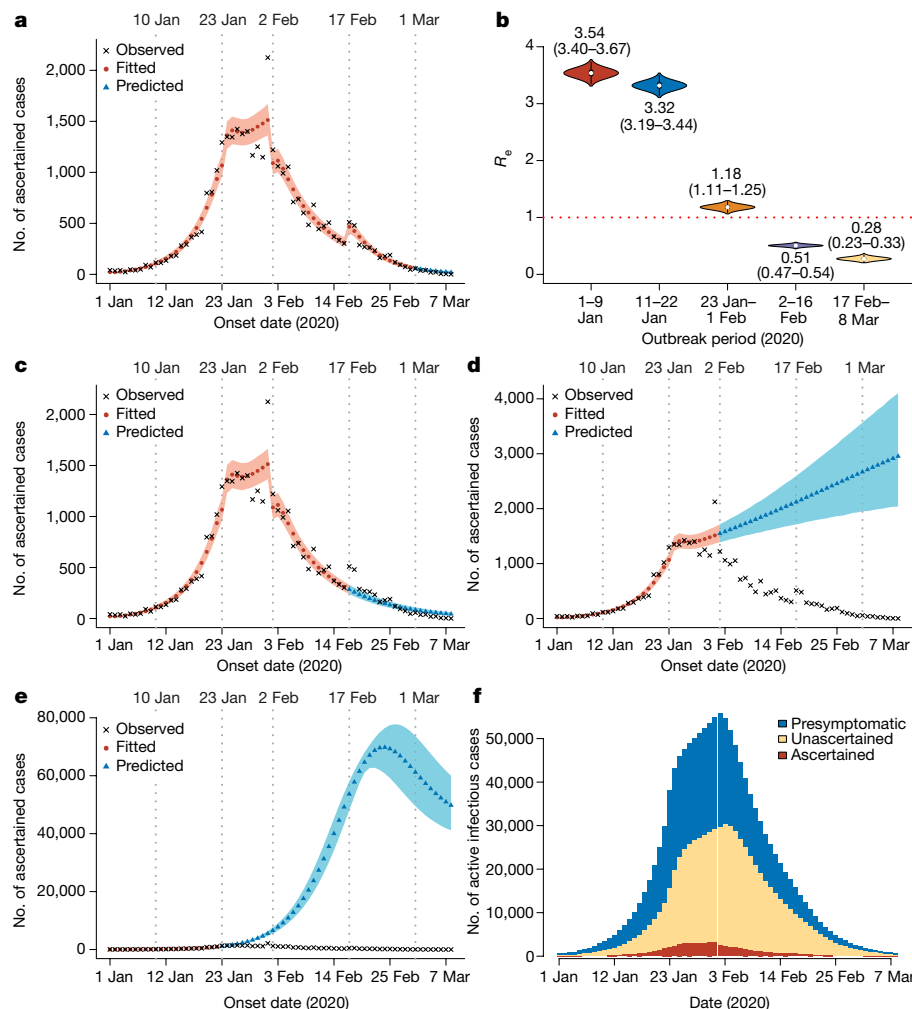 a
10 Jan 23 Jan 2 Feb 17 Feb 1 Mar
Observed
Fitted
Predicted
No. of ascertained cases
2,000
1,500
1,000
500
0
1 Jan 12 Jan 23 Jan 3 Feb 14 Feb 25 Feb 7 Mar
Onset date (2020)
b
Re
4
3
2
1
0
3.54
(3.40–3.67)
3.32
(3.19–3.44)
1.18
(1.11–1.25)
0.51
(0.47–0.54)
0.28
(0.23–0.33)
1–9
Jan
11–22
Jan
23 Jan–
1 Feb
2–16
Feb
17 Feb–
8 Mar
Outbreak period (2020)
c
10 Jan 23 Jan 2 Feb 17 Feb 1 Mar
Observed
Fitted
Predicted
No. of ascertained cases
2,000
1,500
1,000
500
0
1 Jan 12 Jan 23 Jan 3 Feb 14 Feb 25 Feb 7 Mar
Onset date (2020)
d
10 Jan 23 Jan 2 Feb 17 Feb 1 Mar
Observed
Fitted
Predicted
No. of ascertained cases
4,000
3,000
2,000
1,000
0
1 Jan 12 Jan 23 Jan 3 Feb 14 Feb 25 Feb 7 Mar
Onset date (2020)
e
10 Jan 23 Jan 2 Feb 17 Feb 1 Mar
Observed
Fitted
Predicted
No. of ascertained cases
80,000
60,000
40,000
20,000
0
1 Jan 12 Jan 23 Jan 3 Feb 14 Feb 25 Feb 7 Mar
Onset date (2020)
f
Presymptomatic
Unascertained
Ascertained
No. of active infectious cases
50,000
40,000
30,000
20,000
10,000
0
1 Jan 12 Jan 23 Jan 3 Feb 14 Feb 25 Feb 7 Mar
Date (2020)